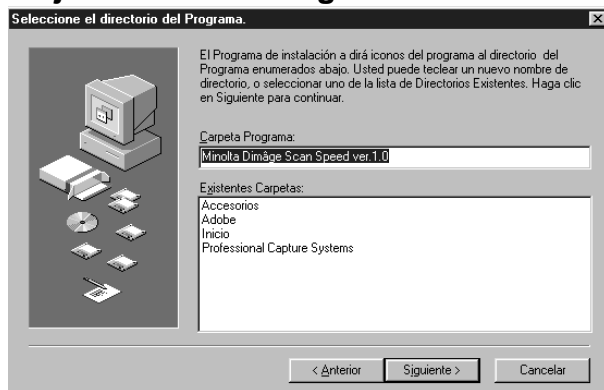 Seleccione el directorio del Programa.
El Programa de instalación a dirá iconos del programa al directorio del
Programa enumerados abajo. Usted puede teclear un nuevo nombre de
directorio, o seleccionar uno de la lista de Directorios Existentes. Haga clic
en Siguiente para continuar.
Carpeta Programa:
Minolta Dimâge Scan Speed ver.1.0
Existentes Carpetas:
Accesorios
Adobe
Inicio
Professional Capture Systems
< Anterior
Siguiente >
Cancelar